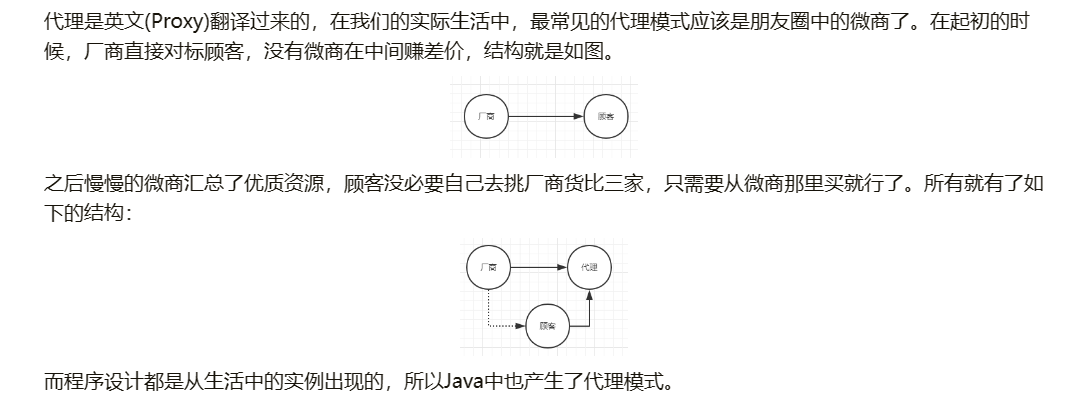 代理是英文(Proxy)翻译过来的，在我们的实际生活中，最常见的代理模式应该是朋友圈中的微商了。在起初的时
候，厂商直接对标顾客，没有微商在中间赚差价，结构就是如图。
厂商
顾客
之后慢慢的微商汇总了优质资源，顾客没必要自己去挑厂商货比三家，只需要从微商那里买就行了。所有就有了如
下的结构：
厂商
代理
顾客
而程序设计都是从生活中的实例出现的，所以Java中也产生了代理模式。